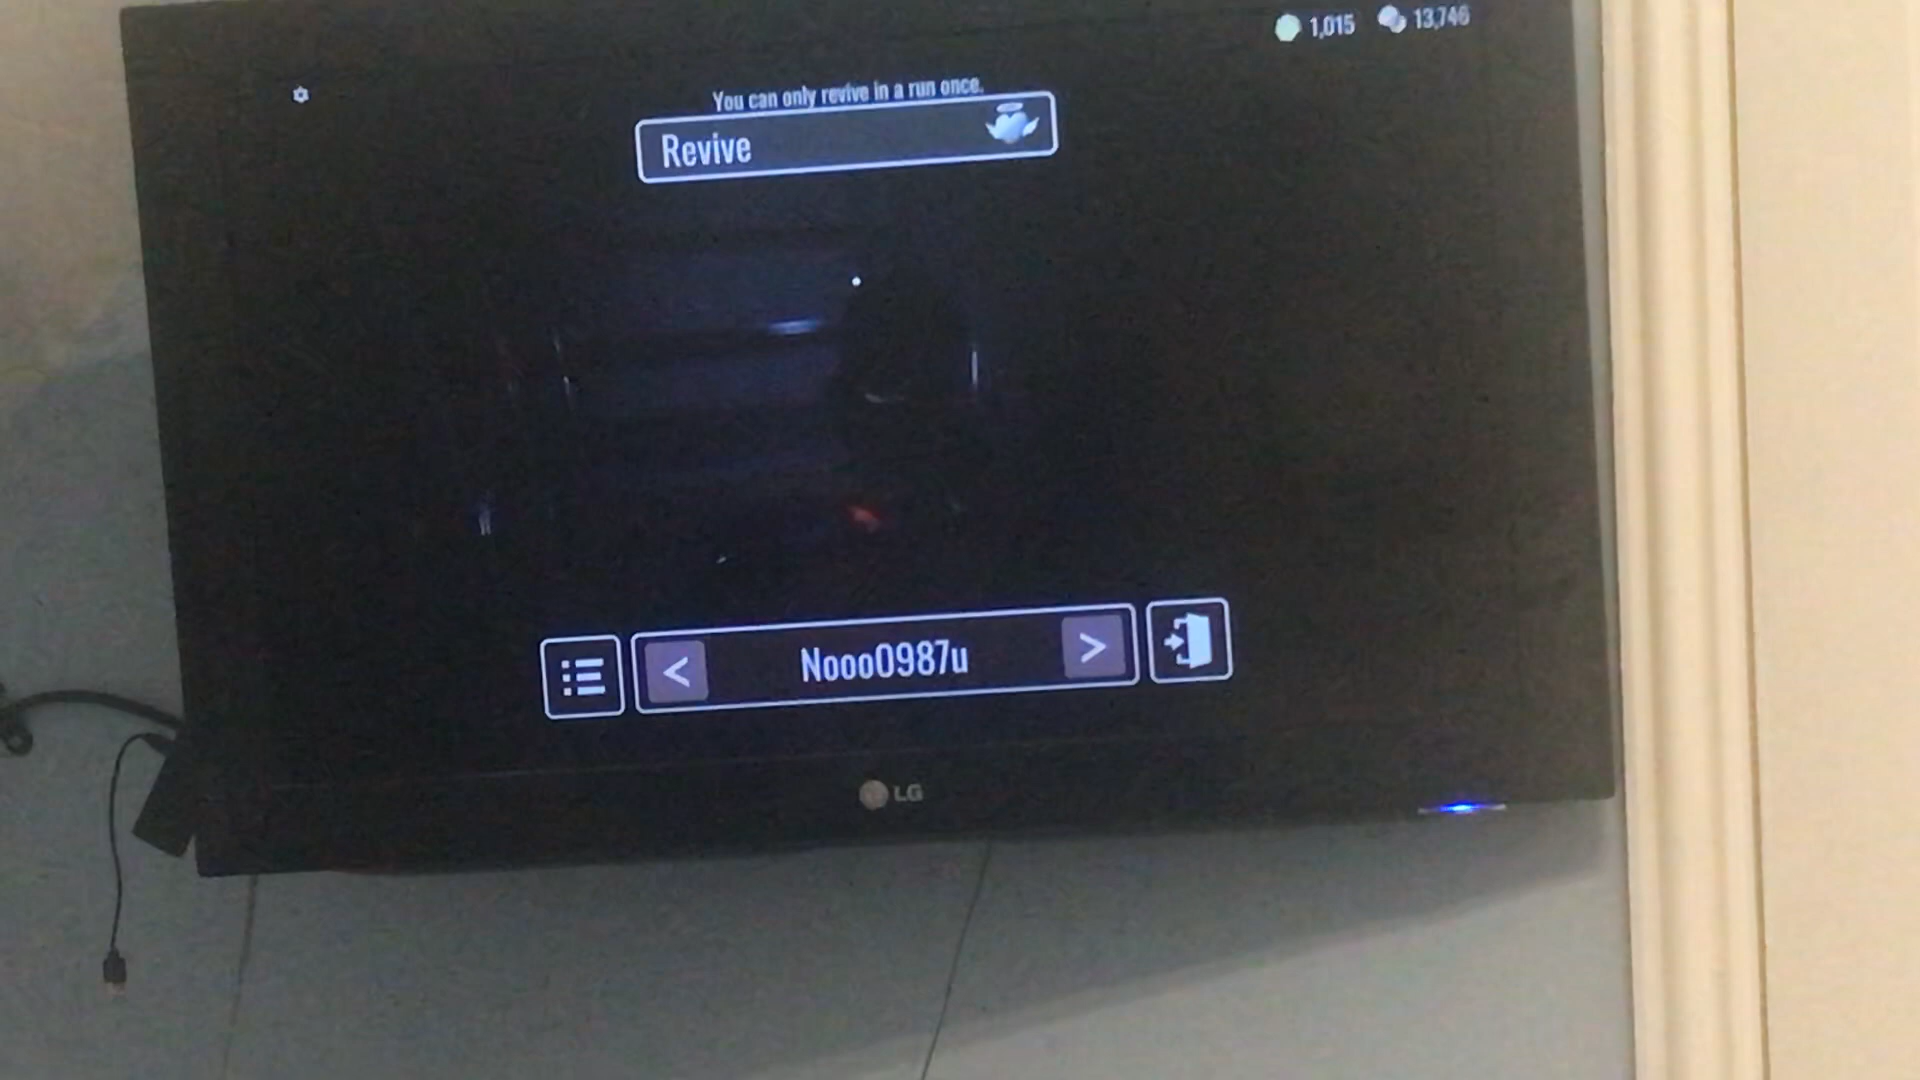 1,015 13,746
You can only revive in a run once.
Revive
< Nooo0987u >
LG